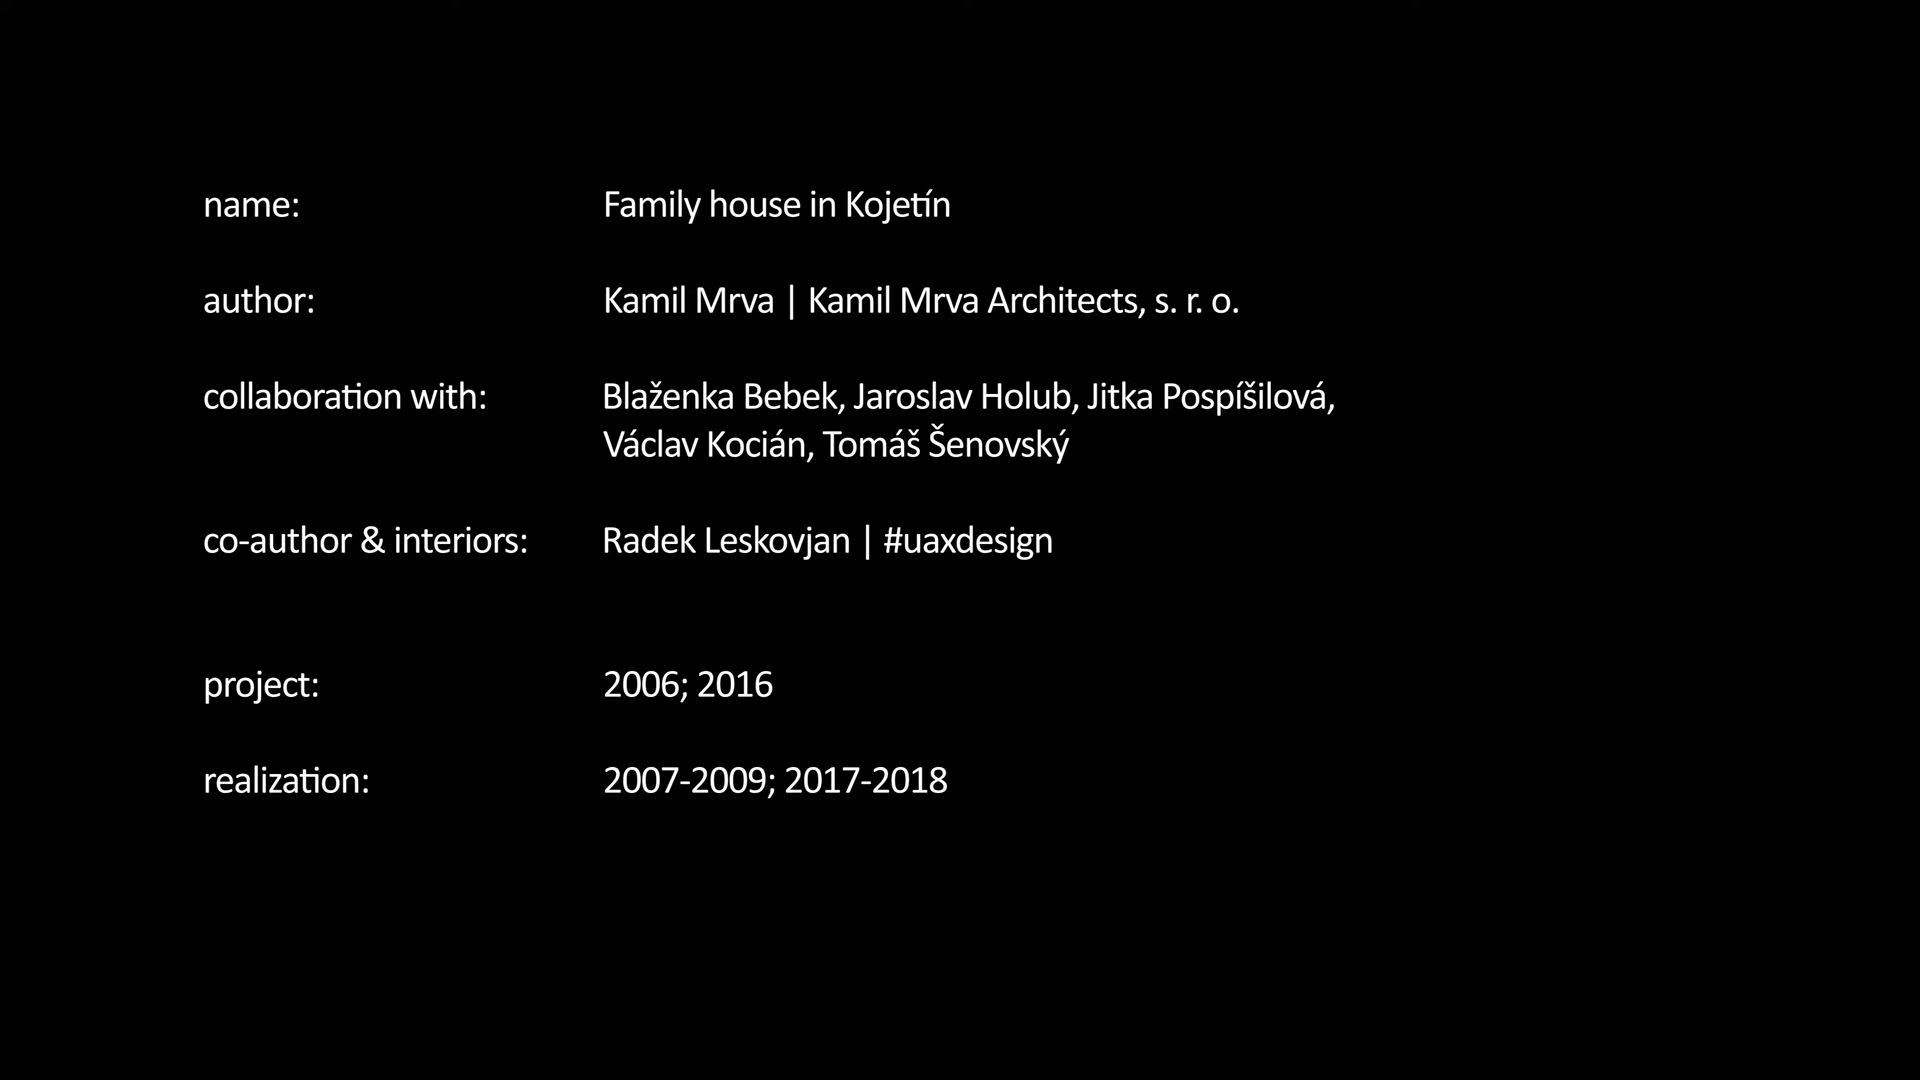 name: Family house in Kojetín
author: Kamil Mrva | Kamil Mrva Architects, s. r. o.
collaboration with: Blaženka Bebek, Jaroslav Holub, Jitka Pospíšilová,
Václav Kocián, Tomáš Šenovský
co-author & interiors: Radek Leskovjan | #uaxdesign
project: 2006; 2016
realization: 2007-2009; 2017-2018